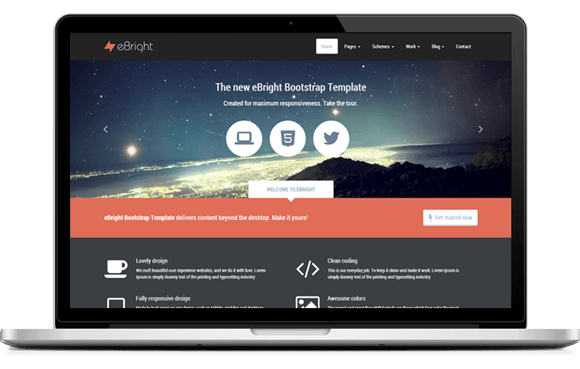 eBright
Home Pages Schemes Work Blog Contact
The new eBright Bootstrap Template
Created for maximum responsiveness. Take the tour.
WELCOME TO EBRIGHT
eBright Bootstrap Template delivers content beyond the desktop. Make it yours!
Get started now
Lovely design
We craft beautiful user experience websites, and we do it with love. Lorem
Ipsum is simply dummy text of the printing and typesetting industry
Clean coding
This is our everyday job. To keep it clean and make it work. Lorem Ipsum is
simply dummy text of the printing and typesetting industry
Fully responsive design
Awesome colors